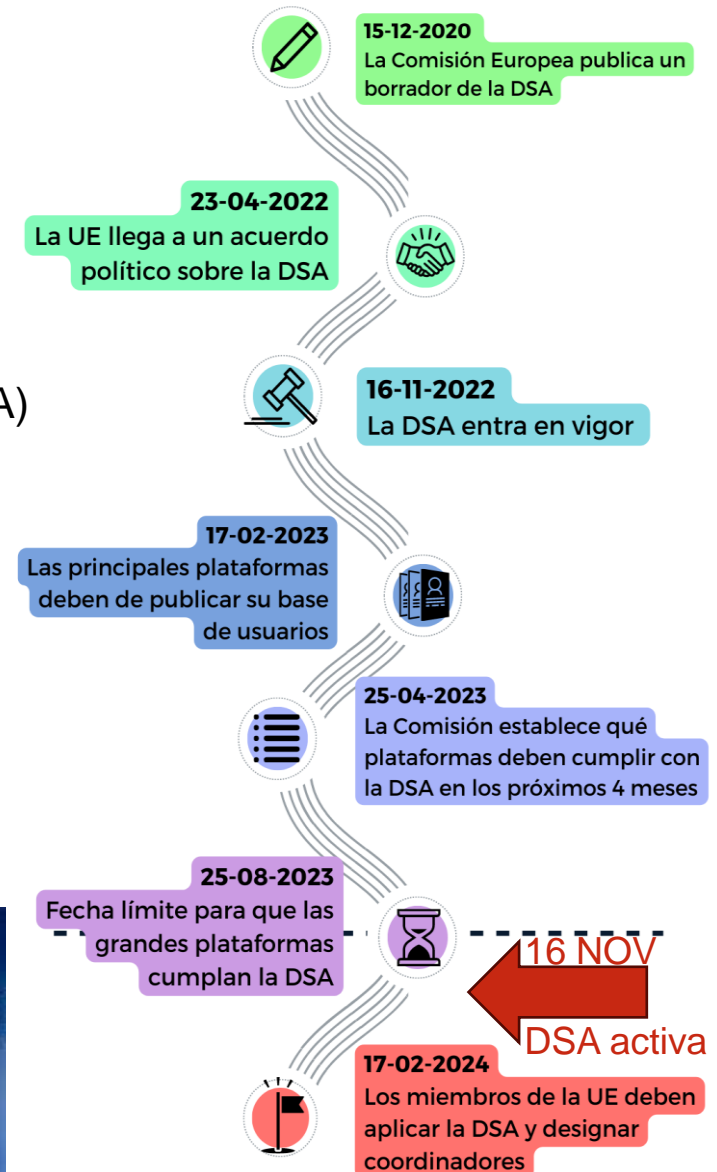 15-12-2020
La Comisión Europea publica un
borrador de la DSA
23-04-2022
La UE llega a un acuerdo
político sobre la DSA
A)
16-11-2022
La DSA entra en vigor
17-02-2023
Las principales plataformas
deben de publicar su base
de usuarios
25-04-2023
La Comisión establece qué
plataformas deben cumplir con
la DSA en los próximos 4 meses
25-08-2023
Fecha límite para que las
grandes plataformas
cumplan la DSA
16 NOV
DSA activa
17-02-2024
Los miembros de la UE deben
aplicar la DSA y designar
coordinadores